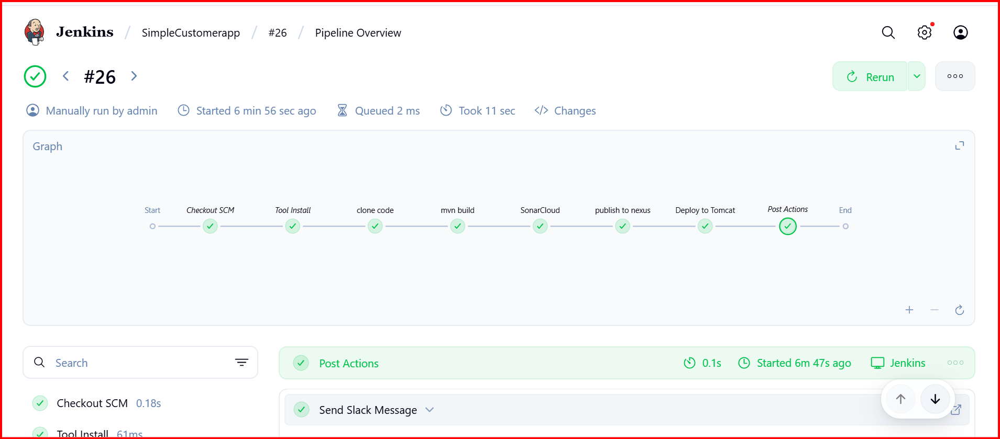 Jenkins / SimpleCustomerapp / #26 / Pipeline Overview
#26
Rerun
Manually run by admin Started 6 min 56 sec ago Queued 2 ms Took 11 sec Changes
Graph
Start Checkout SCM Tool Install clone code mvn build SonarCloud publish to nexus Deploy to Tomcat Post Actions End
Search
Post Actions 0.1s Started 6m 47s ago Jenkins
Checkout SCM 0.18s
Send Slack Message
Tool Install 61ms